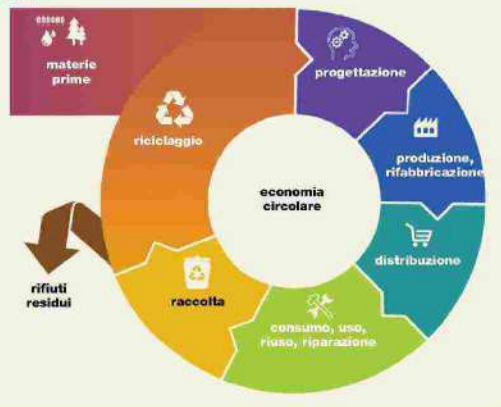 materie
prime
progettazione
riciclaggio
produzione,
rifabbricazione
economia
circolare
distribuzione
rifiuti
residui
raccolta
consumo, uso,
riuso, riparazione